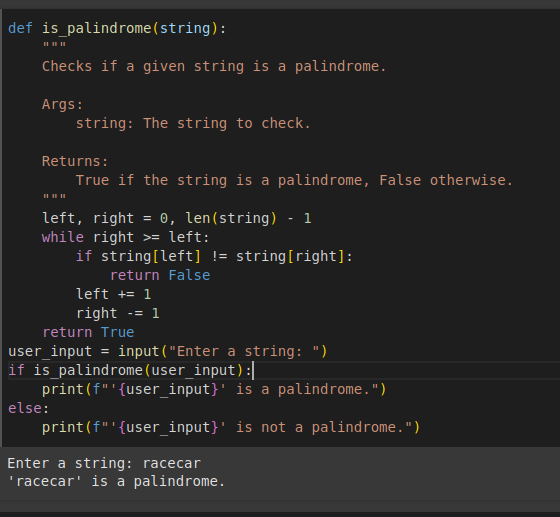 def is_palindrome(string):
    """
    Checks if a given string is a palindrome.

    Args:
        string: The string to check.

    Returns:
        True if the string is a palindrome, False otherwise.
    """
    left, right = 0, len(string) - 1
    while right >= left:
        if string[left] != string[right]:
            return False
        left += 1
        right -= 1
    return True
user_input = input("Enter a string: ")
if is_palindrome(user_input):
    print(f"'{user_input}' is a palindrome.")
else:
    print(f"'{user_input}' is not a palindrome.")
Enter a string: racecar
'racecar' is a palindrome.